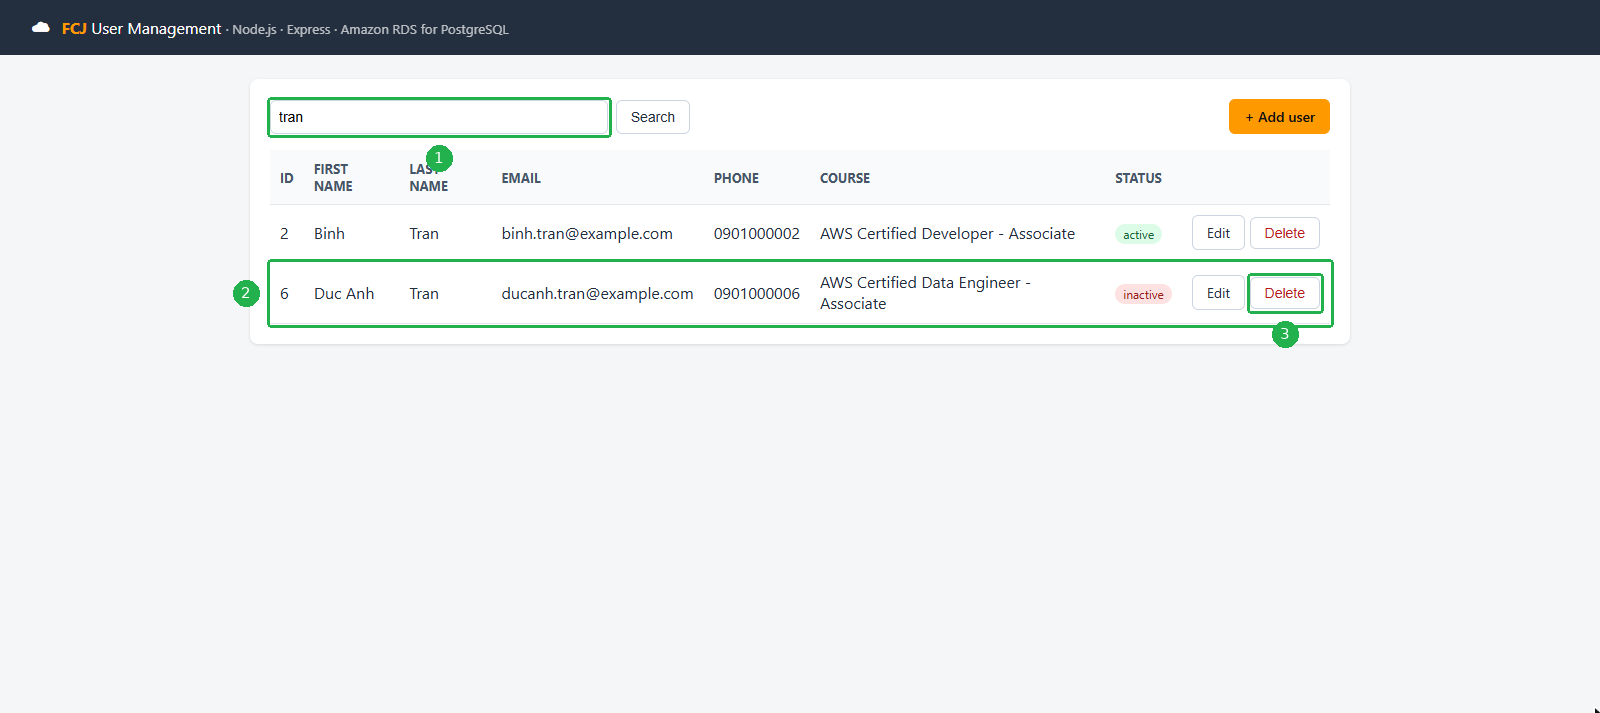 FCJ User Management · Node.js · Express · Amazon RDS for PostgreSQL
tran
Search
+ Add user
1
ID
FIRST NAME
LAST NAME
EMAIL
PHONE
COURSE
STATUS
2 Binh Tran binh.tran@example.com 0901000002 AWS Certified Developer - Associate active Edit Delete
2
6 Duc Anh Tran ducanh.tran@example.com 0901000006 AWS Certified Data Engineer - Associate inactive Edit Delete
3